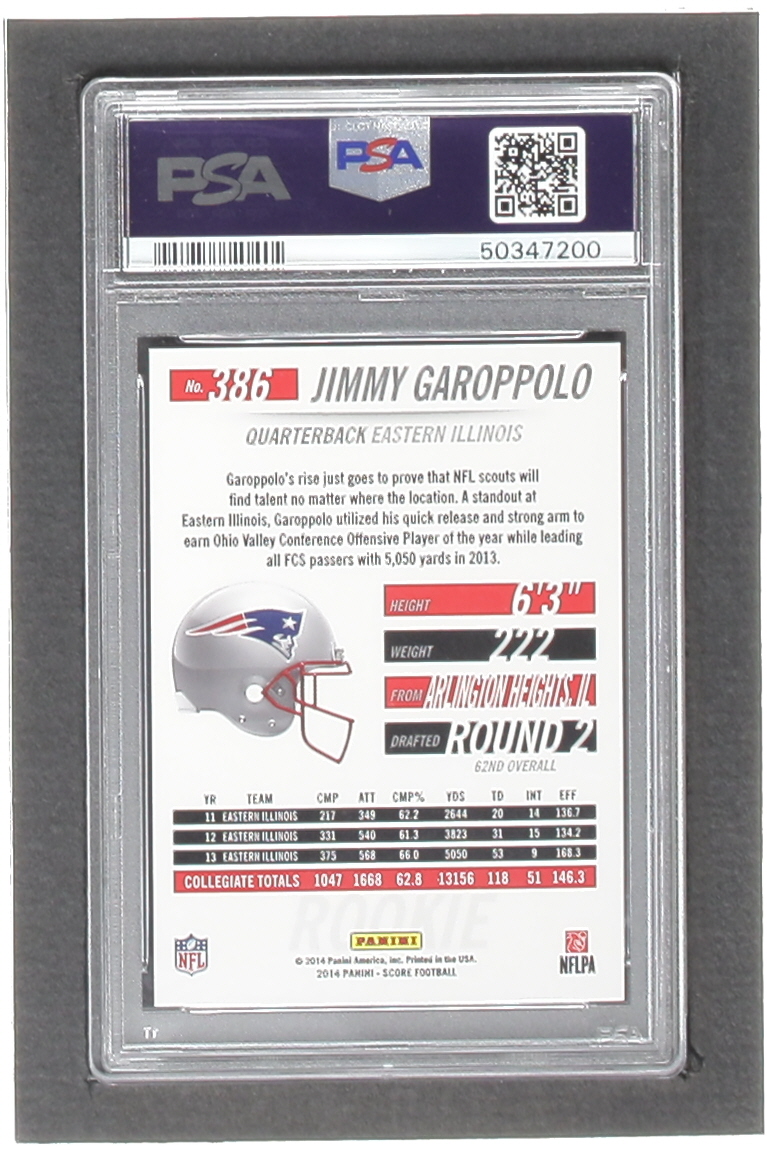 PSA
PSA
50347200
No. 386 JIMMY GAROPPOLO
QUARTERBACK EASTERN ILLINOIS
Garoppolo's rise just goes to prove that NFL scouts will
find talent no matter where the location. A standout at
Eastern Illinois, Garoppolo utilized his quick release and strong arm to
earn Ohio Valley Conference Offensive Player of the year while leading
all FCS passers with 5,050 yards in 2013.
HEIGHT 6'3"
WEIGHT 222
FROM ARLINGTON HEIGHTS, IL
DRAFTED ROUND 2
62ND OVERALL
YR TEAM CMP ATT CMP% YDS TD INT EFF
11 EASTERN ILLINOIS 217 349 62.2 2644 20 14 136.7
12 EASTERN ILLINOIS 331 540 61.3 3823 31 15 134.2
13 EASTERN ILLINOIS 375 568 66.0 5050 53 9 168.3
COLLEGIATE TOTALS 1047 1668 62.8 13156 118 51 146.3
ROOKIE
NFL
PANINI
© 2014 Panini America, Inc. Printed in the USA.
2014 PANINI - SCORE FOOTBALL
NFLPA
PSA